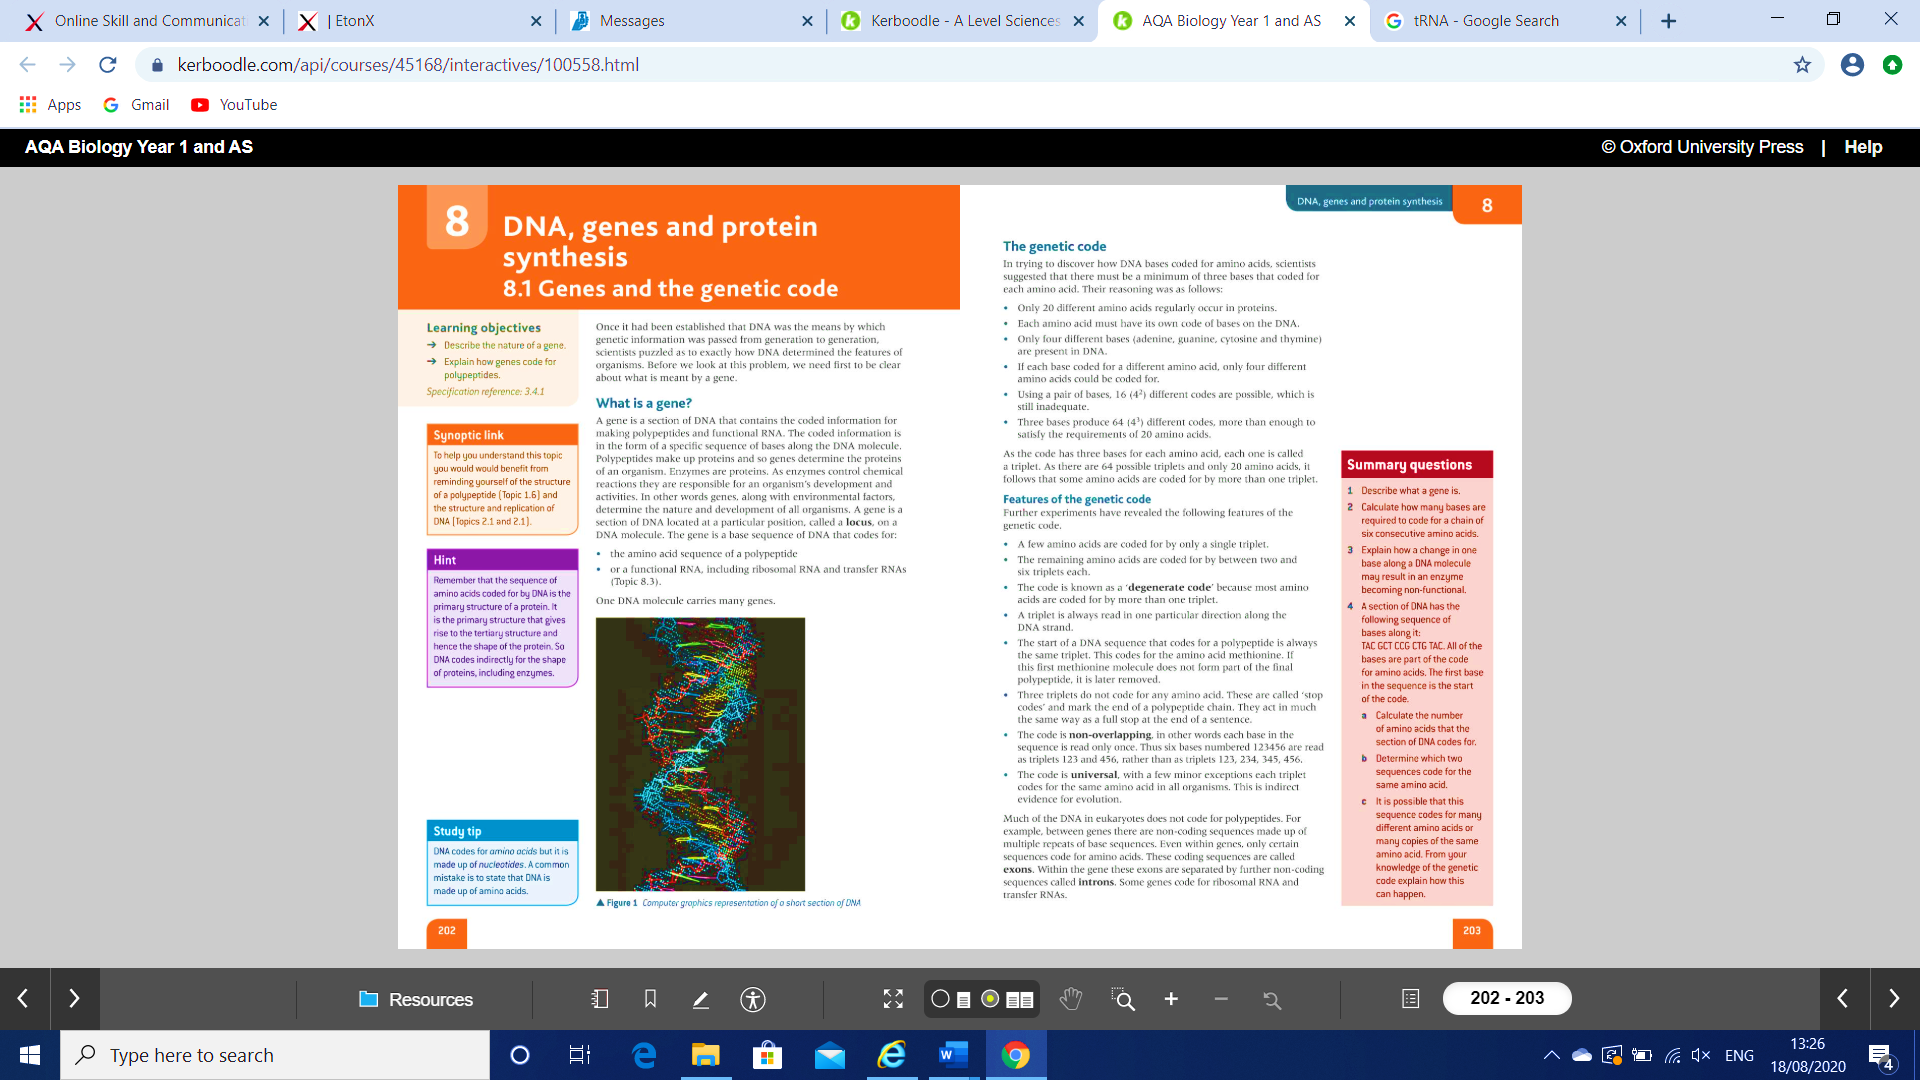 Online Skill and Communicat
| EtonX
Messages
Kerboodle - A Level Sciences
AQA Biology Year 1 and AS
tRNA - Google Search
kerboodle.com/api/courses/45168/interactives/100558.html
Apps
Gmail
YouTube
AQA Biology Year 1 and AS
© Oxford University Press | Help
8
DNA, genes and protein
synthesis
8.1 Genes and the genetic code
Learning objectives
→ Describe the nature of a gene.
→ Explain how genes code for
polypeptides.
Specification reference: 3.4.1
Synoptic link
To help you understand this topic
you would would benefit from
reminding yourself of the structure
of a polypeptide (Topic 1.6) and
the structure and replication of
DNA (Topics 2.1 and 2.1).
Hint
Remember that the sequence of
amino acids coded for by DNA is the
primary structure of a protein. It
is the primary structure that gives
rise to the tertiary structure and
hence the shape of the protein. So
DNA codes indirectly for the shape
of proteins, including enzymes.
Study tip
DNA codes for amino acids but it is
made up of nucleotides. A common
mistake is to state that DNA is
made up of amino acids.
202
Once it had been established that DNA was the means by which
genetic information was passed from generation to generation,
scientists puzzled as to exactly how DNA determined the features of
organisms. Before we look at this problem, we need first to be clear
about what is meant by a gene.
What is a gene?
A gene is a section of DNA that contains the coded information for
making polypeptides and functional RNA. The coded information is
in the form of a specific sequence of bases along the DNA molecule.
Polypeptides make up proteins and so genes determine the proteins
of an organism. Enzymes are proteins. As enzymes control chemical
reactions they are responsible for an organism's development and
activities. In other words genes, along with environmental factors,
determine the nature and development of all organisms. A gene is a
section of DNA located at a particular position, called a locus, on a
DNA molecule. The gene is a base sequence of DNA that codes for:
• the amino acid sequence of a polypeptide
• or a functional RNA, including ribosomal RNA and transfer RNAs
(Topic 8.3).
One DNA molecule carries many genes.
▲ Figure 1 Computer graphics representation of a short section of DNA
DNA, genes and protein synthesis
8
The genetic code
In trying to discover how DNA bases coded for amino acids, scientists
suggested that there must be a minimum of three bases that coded for
each amino acid. Their reasoning was as follows:
• Only 20 different amino acids regularly occur in proteins.
• Each amino acid must have its own code of bases on the DNA.
• Only four different bases (adenine, guanine, cytosine and thymine)
are present in DNA.
• If each base coded for a different amino acid, only four different
amino acids could be coded for.
• Using a pair of bases, 16 (4²) different codes are possible, which is
still inadequate.
• Three bases produce 64 (4³) different codes, more than enough to
satisfy the requirements of 20 amino acids.
As the code has three bases for each amino acid, each one is called
a triplet. As there are 64 possible triplets and only 20 amino acids, it
follows that some amino acids are coded for by more than one triplet.
Features of the genetic code
Further experiments have revealed the following features of the
genetic code.
• A few amino acids are coded for by only a single triplet.
• The remaining amino acids are coded for by between two and
six triplets each.
• The code is known as a 'degenerate code' because most amino
acids are coded for by more than one triplet.
• A triplet is always read in one particular direction along the
DNA strand.
• The start of a DNA sequence that codes for a polypeptide is always
the same triplet. This codes for the amino acid methionine. If
this first methionine molecule does not form part of the final
polypeptide, it is later removed.
• Three triplets do not code for any amino acid. These are called 'stop
codes' and mark the end of a polypeptide chain. They act in much
the same way as a full stop at the end of a sentence.
• The code is non-overlapping, in other words each base in the
sequence is read only once. Thus six bases numbered 123456 are read
as triplets 123 and 456, rather than as triplets 123, 234, 345, 456.
• The code is universal, with a few minor exceptions each triplet
codes for the same amino acid in all organisms. This is indirect
evidence for evolution.
Much of the DNA in eukaryotes does not code for polypeptides. For
example, between genes there are non-coding sequences made up of
multiple repeats of base sequences. Even within genes, only certain
sequences code for amino acids. These coding sequences are called
exons. Within the gene these exons are separated by further non-coding
sequences called introns. Some genes code for ribosomal RNA and
transfer RNAs.
Summary questions
1 Describe what a gene is.
2 Calculate how many bases are
required to code for a chain of
six consecutive amino acids.
3 Explain how a change in one
base along a DNA molecule
may result in an enzyme
becoming non-functional.
4 A section of DNA has the
following sequence of
bases along it:
TAC GCT CCG CTG TAC. All of the
bases are part of the code
for amino acids. The first base
in the sequence is the start
of the code.
a Calculate the number
of amino acids that the
section of DNA codes for.
b Determine which two
sequences code for the
same amino acid.
c It is possible that this
sequence codes for many
different amino acids or
many copies of the same
amino acid. From your
knowledge of the genetic
code explain how this
can happen.
203
Resources
202 - 203
Type here to search
ENG
13:26
18/08/2020
4